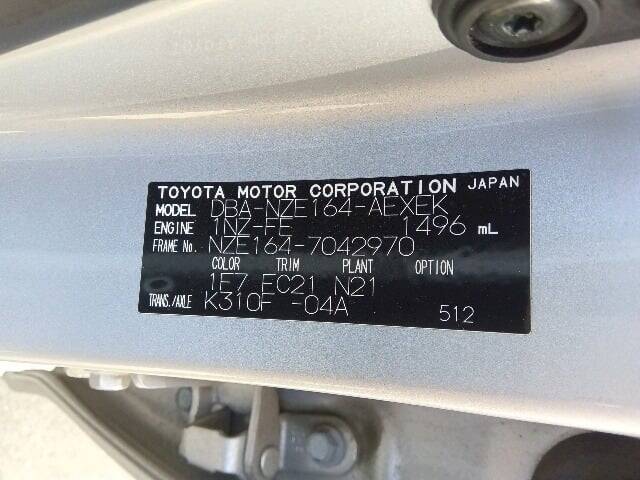 TOYOTA MOTOR CORPORATION JAPAN
MODEL DBA-NZE164-AEXEK
ENGINE 1NZ-FE 1496 mL
FRAME No. NZE164-7042970
COLOR TRIM PLANT OPTION
1E7 EC21 N21
TRANS./AXLE K310F -04A
512